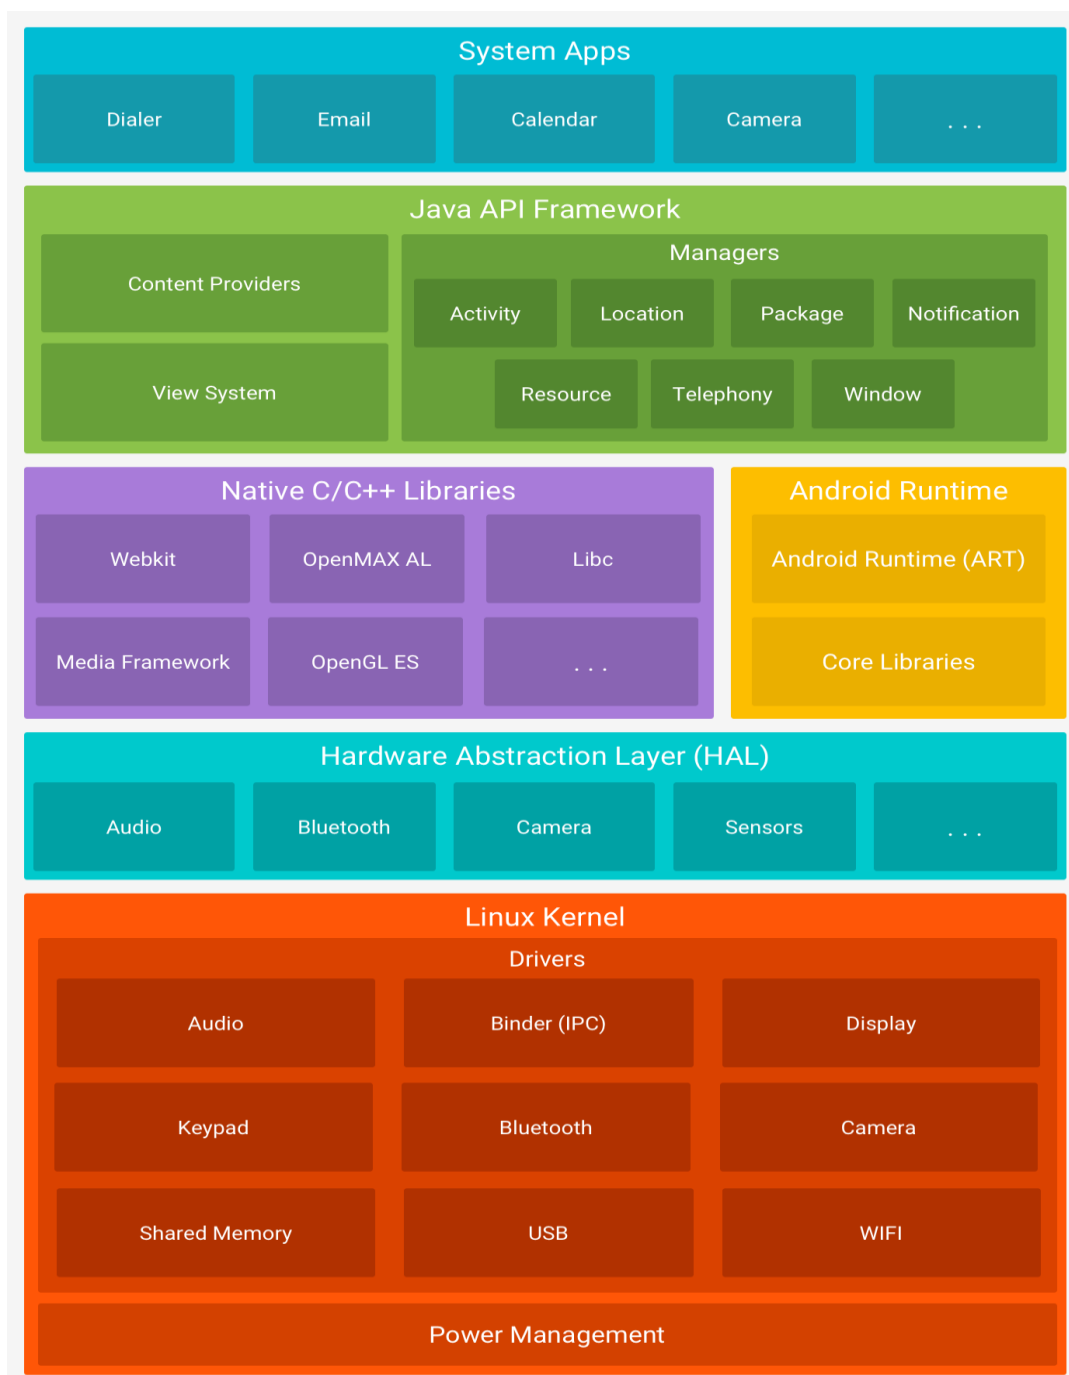 System Apps
Dialer
Email
Calendar
Camera
. . .
Java API Framework
Content Providers
View System
Managers
Activity
Location
Package
Notification
Resource
Telephony
Window
Native C/C++ Libraries
Webkit
OpenMAX AL
Libc
Media Framework
OpenGL ES
. . .
Android Runtime
Android Runtime (ART)
Core Libraries
Hardware Abstraction Layer (HAL)
Audio
Bluetooth
Camera
Sensors
. . .
Linux Kernel
Drivers
Audio
Binder (IPC)
Display
Keypad
Bluetooth
Camera
Shared Memory
USB
WIFI
Power Management